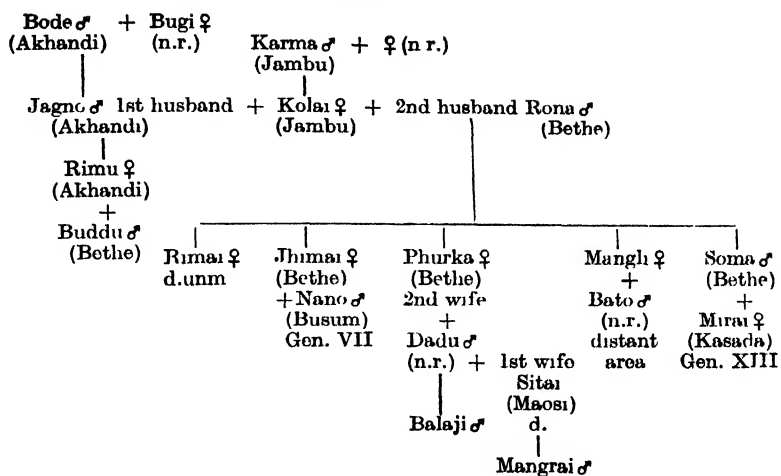 Bode ♂ + Bugi ♀
(Akhandi) (n.r.) Karma ♂ + ♀ (n r.)
(Jambu)
Jagno ♂ 1st husband + Kolai ♀ + 2nd husband Rona ♂
(Akhandi) (Jambu) (Bethe)
Rimu ♀
(Akhandi)
+
Buddu ♂
(Bethe)
Rimai ♀ Jhimai ♀ Phurka ♀ Mangli ♀ Soma ♂
d.unm (Bethe) (Bethe) + (Bethe)
+ Nano ♂ 2nd wife Bato ♂ +
(Busum) + (n.r.) Mirai ♀
Gen. VII Dadu ♂ + 1st wife distant (Kasada)
(n.r.) Sitai area Gen. XIII
(Maosi)
Balaji ♂ d.
Mangrai ♂